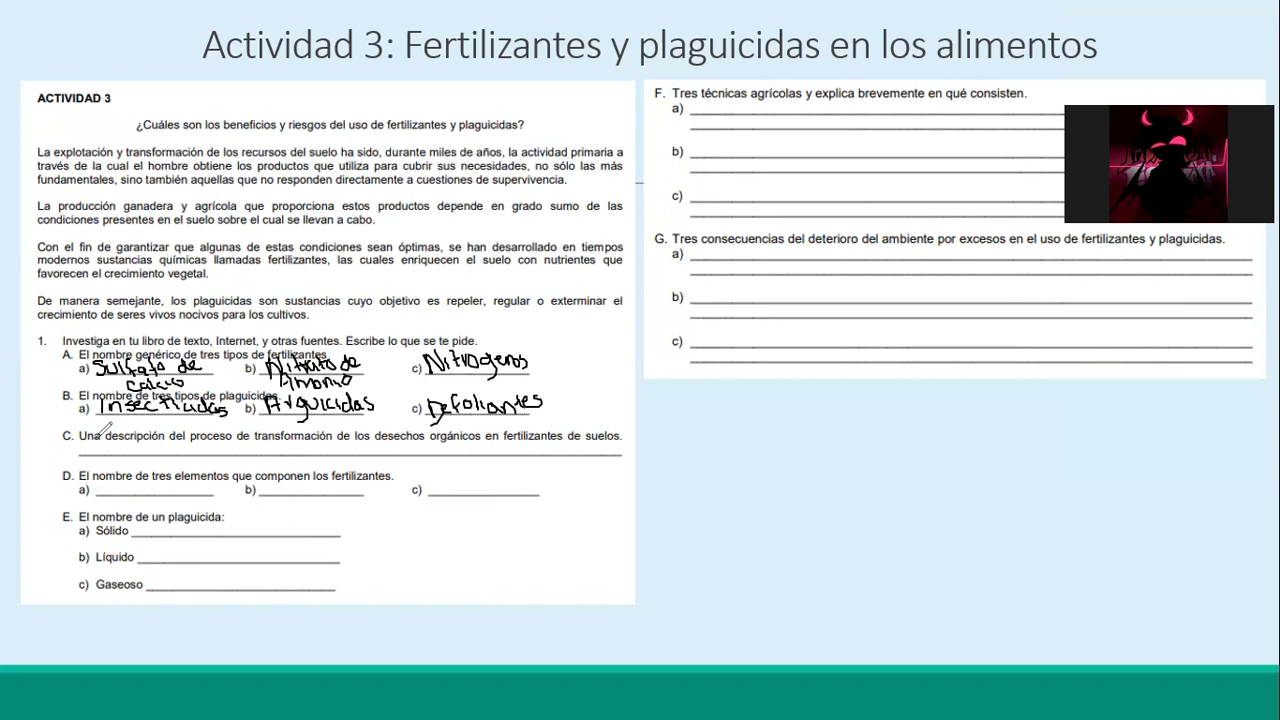 Actividad 3: Fertilizantes y plaguicidas en los alimentos
ACTIVIDAD 3
¿Cuáles son los beneficios y riesgos del uso de fertilizantes y plaguicidas?
La explotación y transformación de los recursos del suelo ha sido, durante miles de años, la actividad primaria a
través de la cual el hombre obtiene los productos que utiliza para cubrir sus necesidades, no sólo las más
fundamentales, sino también aquellas que no responden directamente a cuestiones de supervivencia.
La producción ganadera y agrícola que proporciona estos productos depende en grado sumo de las
condiciones presentes en el suelo sobre el cual se llevan a cabo.
Con el fin de garantizar que algunas de estas condiciones sean óptimas, se han desarrollado en tiempos
modernos sustancias químicas llamadas fertilizantes, las cuales enriquecen el suelo con nutrientes que
favorecen el crecimiento vegetal.
De manera semejante, los plaguicidas son sustancias cuyo objetivo es repeler, regular o exterminar el
crecimiento de seres vivos nocivos para los cultivos.
1. Investiga en tu libro de texto, Internet, y otras fuentes. Escribe lo que se te pide.
A. El nombre genérico de tres tipos de fertilizantes.
a) Sulfato de b) Nitrato de c) Nitrogenos
Calcio Amonio
B. El nombre de tres tipos de plaguicidas.
a) Insecticidas b) c) Defoliantes
C. Una descripción del proceso de transformación de los desechos orgánicos en fertilizantes de suelos.
D. El nombre de tres elementos que componen los fertilizantes.
a) b) c)
E. El nombre de un plaguicida:
a) Sólido
b) Líquido
c) Gaseoso
F. Tres técnicas agrícolas y explica brevemente en qué consisten.
a)
b)
c)
G. Tres consecuencias del deterioro del ambiente por excesos en el uso de fertilizantes y plaguicidas.
a)
b)
c)